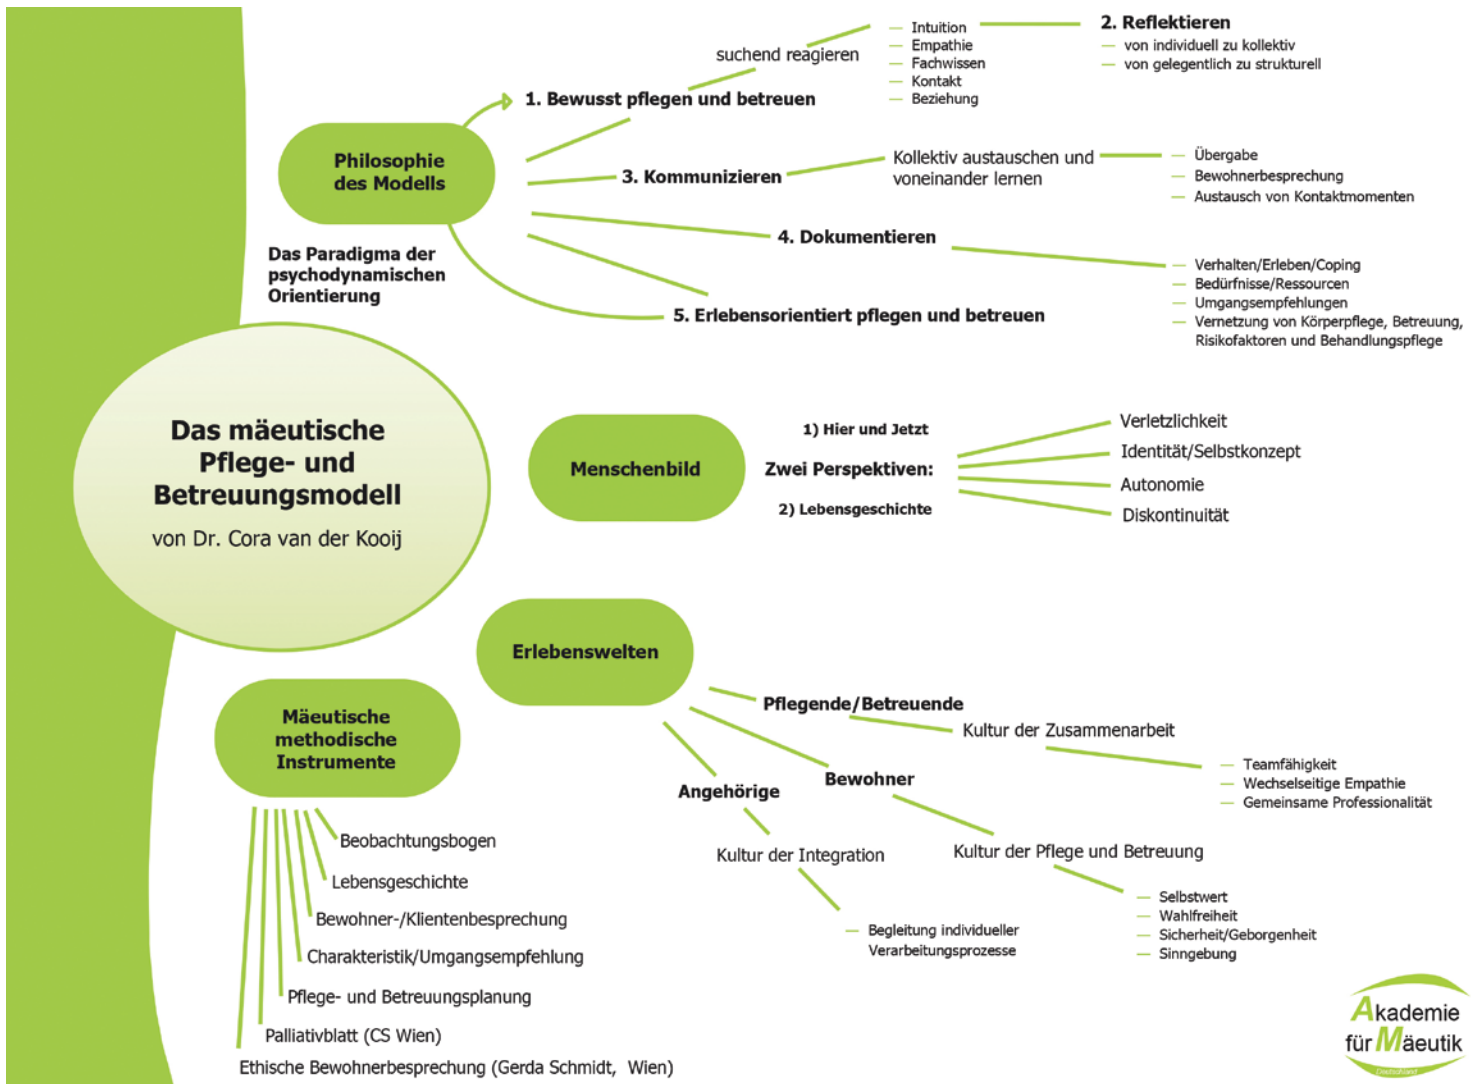 Philosophie
des Modells
Das Paradigma der
psychodynamischen
Orientierung
1. Bewusst pflegen und betreuen
suchend reagieren
— Intuition
— Empathie
— Fachwissen
— Kontakt
— Beziehung
2. Reflektieren
— von individuell zu kollektiv
— von gelegentlich zu strukturell
3. Kommunizieren
Kollektiv austauschen und
voneinander lernen
— Übergabe
— Bewohnerbesprechung
— Austausch von Kontaktmomenten
4. Dokumentieren
— Verhalten/Erleben/Coping
— Bedürfnisse/Ressourcen
— Umgangsempfehlungen
— Vernetzung von Körperpflege, Betreuung,
Risikofaktoren und Behandlungspflege
5. Erlebensorientiert pflegen und betreuen
Das mäeutische
Pflege- und
Betreuungsmodell
von Dr. Cora van der Kooij
Menschenbild
1) Hier und Jetzt
Zwei Perspektiven:
2) Lebensgeschichte
Verletzlichkeit
Identität/Selbstkonzept
Autonomie
Diskontinuität
Erlebenswelten
Pflegende/Betreuende
Kultur der Zusammenarbeit
— Teamfähigkeit
— Wechselseitige Empathie
— Gemeinsame Professionalität
Bewohner
Kultur der Pflege und Betreuung
— Selbstwert
— Wahlfreiheit
— Sicherheit/Geborgenheit
— Sinngebung
Angehörige
Kultur der Integration
— Begleitung individueller
Verarbeitungsprozesse
Mäeutische
methodische
Instrumente
Beobachtungsbogen
Lebensgeschichte
Bewohner-/Klientenbesprechung
Charakteristik/Umgangsempfehlung
Pflege- und Betreuungsplanung
Palliativblatt (CS Wien)
Ethische Bewohnerbesprechung (Gerda Schmidt, Wien)
Akademie
für Mäeutik
Deutschland